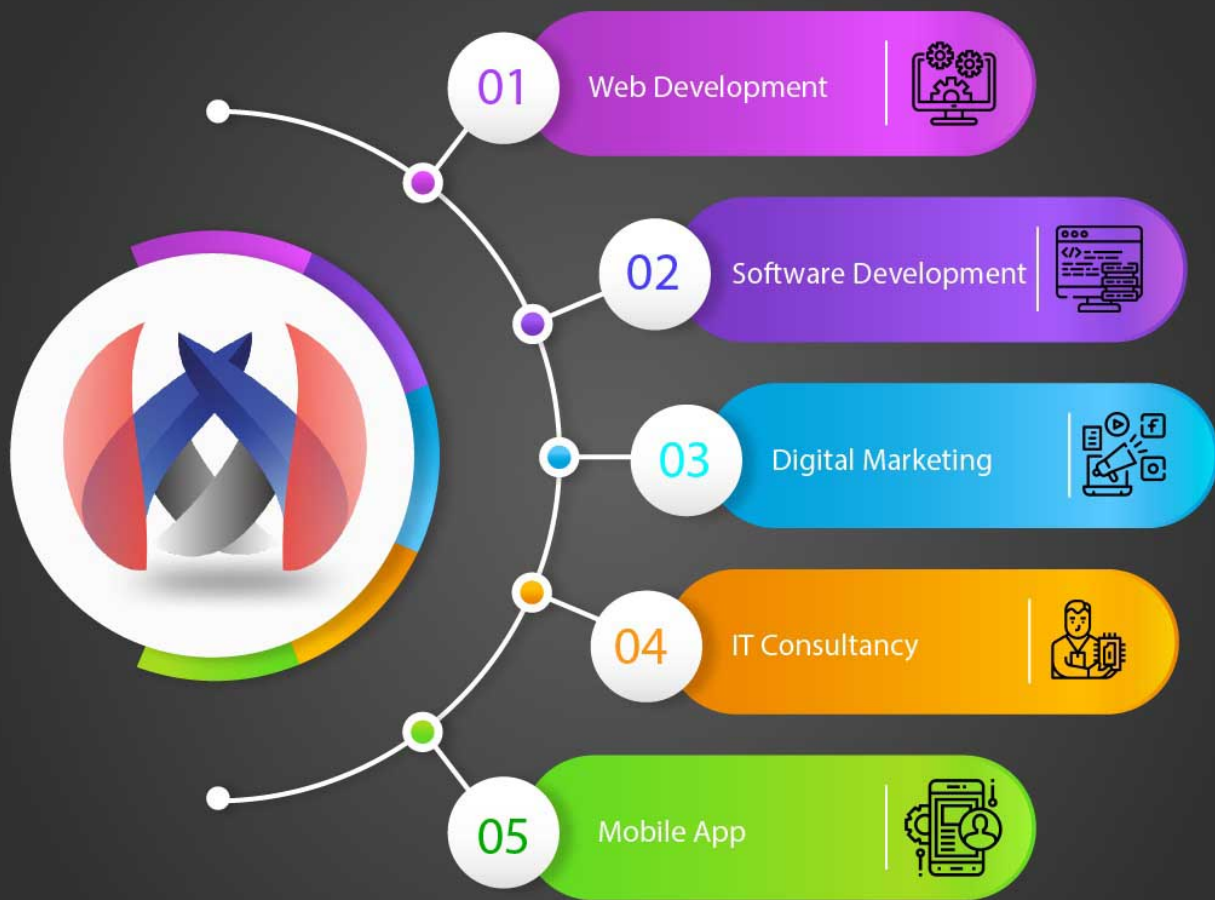 01
Web Development
02
Software Development
03
Digital Marketing
04
IT Consultancy
05
Mobile App